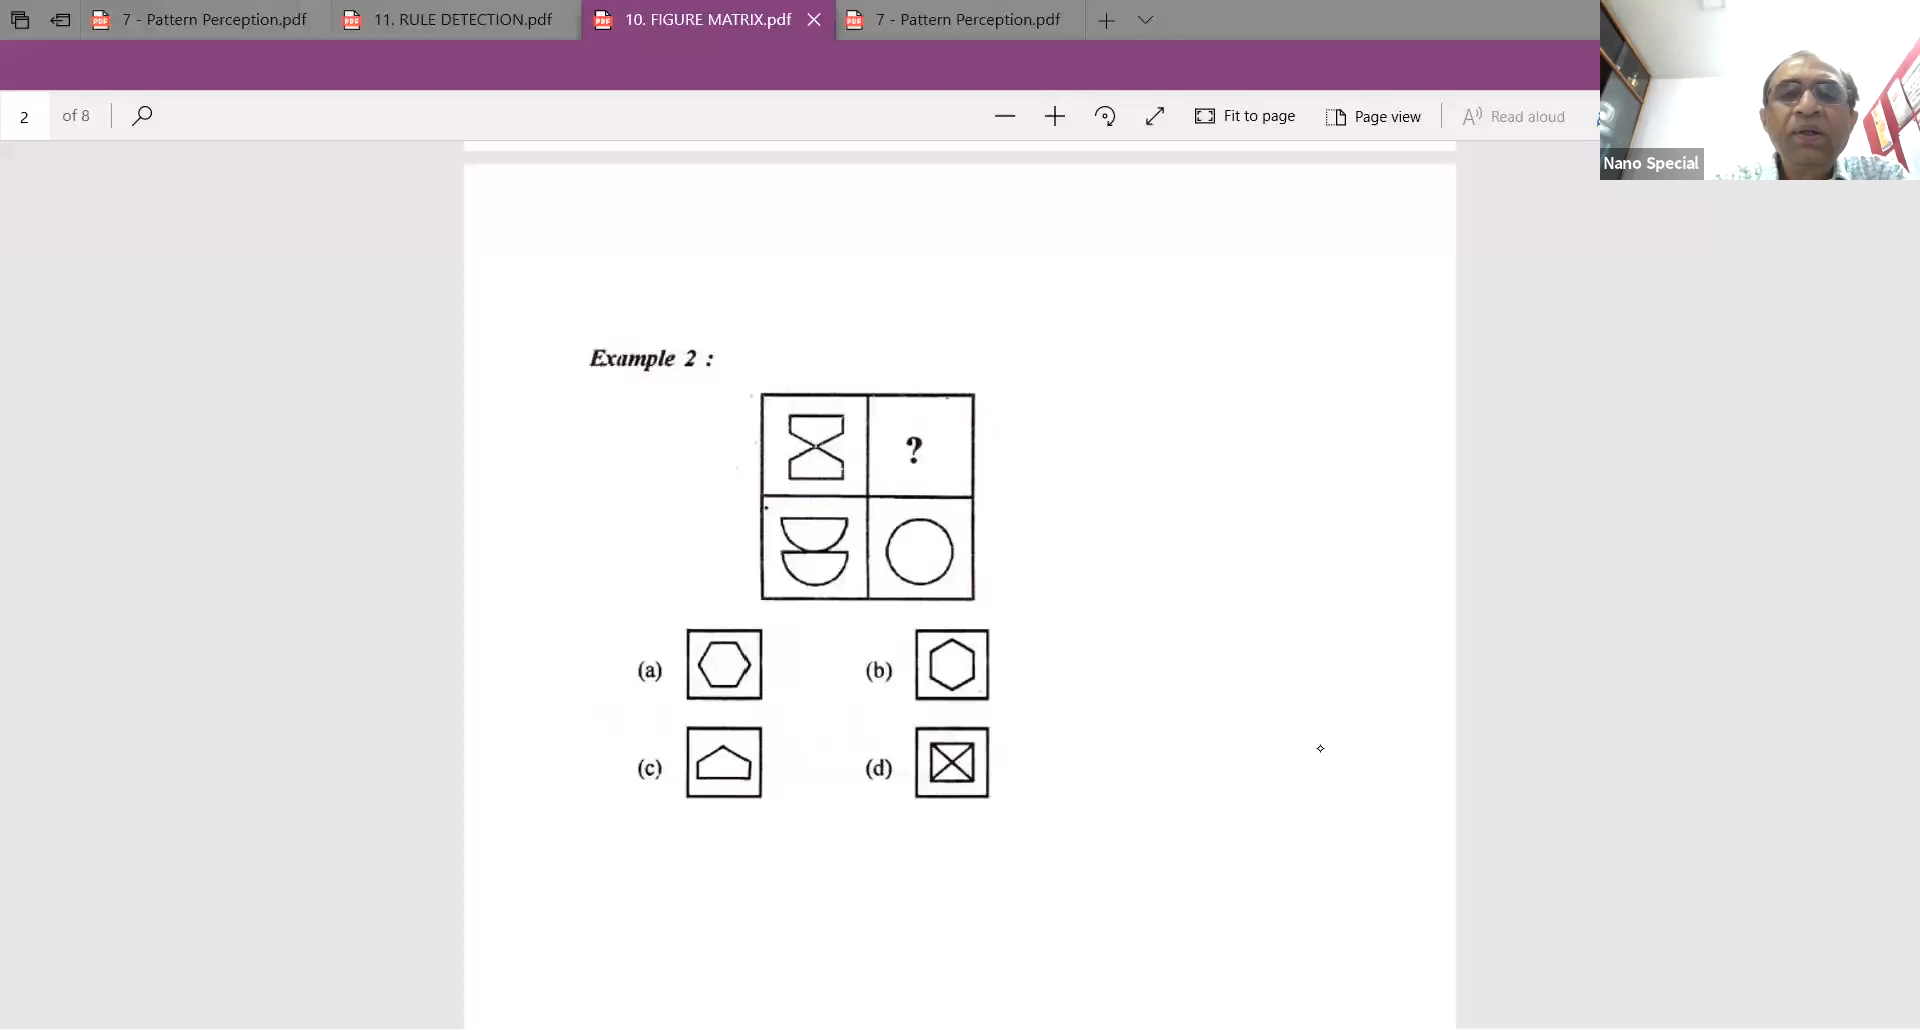 7 - Pattern Perception.pdf
11. RULE DETECTION.pdf
10. FIGURE MATRIX.pdf
7 - Pattern Perception.pdf
2 of 8
Fit to page
Page view
Read aloud
Nano Special
Example 2 :
?
(a)
(b)
(c)
(d)